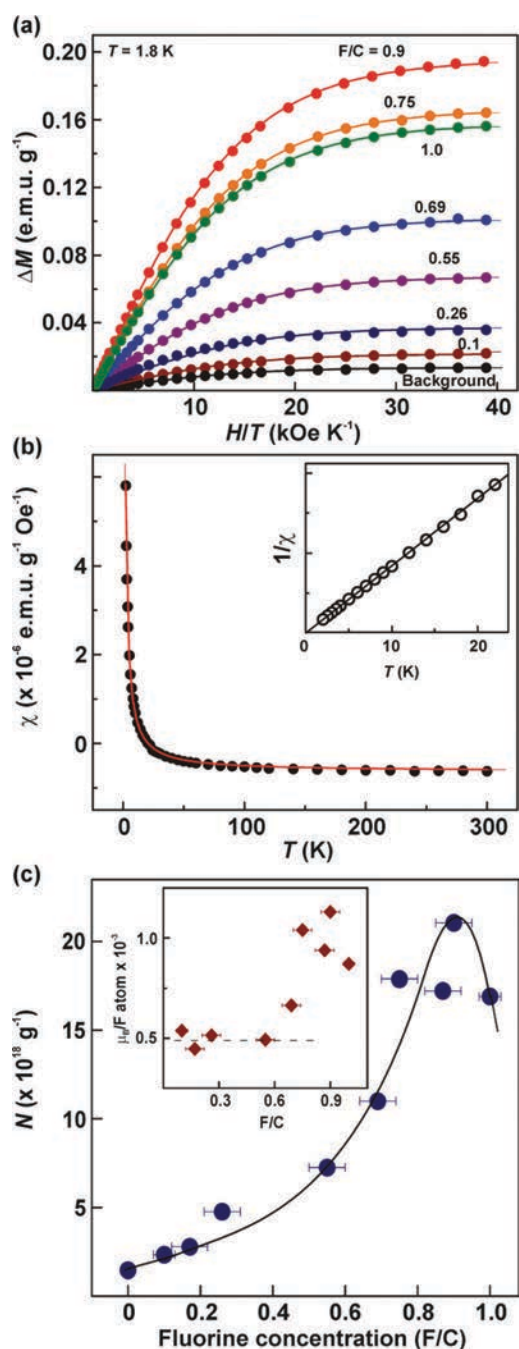 (a)
T = 1.8 K
F/C = 0.9
0.75
1.0
0.69
0.55
0.26
0.1
Background
0.20
0.16
0.12
0.08
0.04
ΔM (e.m.u. g⁻¹)
10
20
30
40
H/T (kOe K⁻¹)
(b)
4
2
0
χ (x 10⁻⁶ e.m.u. g⁻¹ Oe⁻¹)
0
100
200
300
T (K)
1/χ
0
10
20
T (K)
(c)
20
15
10
5
N (x 10¹⁸ g⁻¹)
0
0.2
0.4
0.6
0.8
1.0
Fluorine concentration (F/C)
1.0
0.5
μB/F atom x 10⁻³
0.3
0.6
0.9
F/C